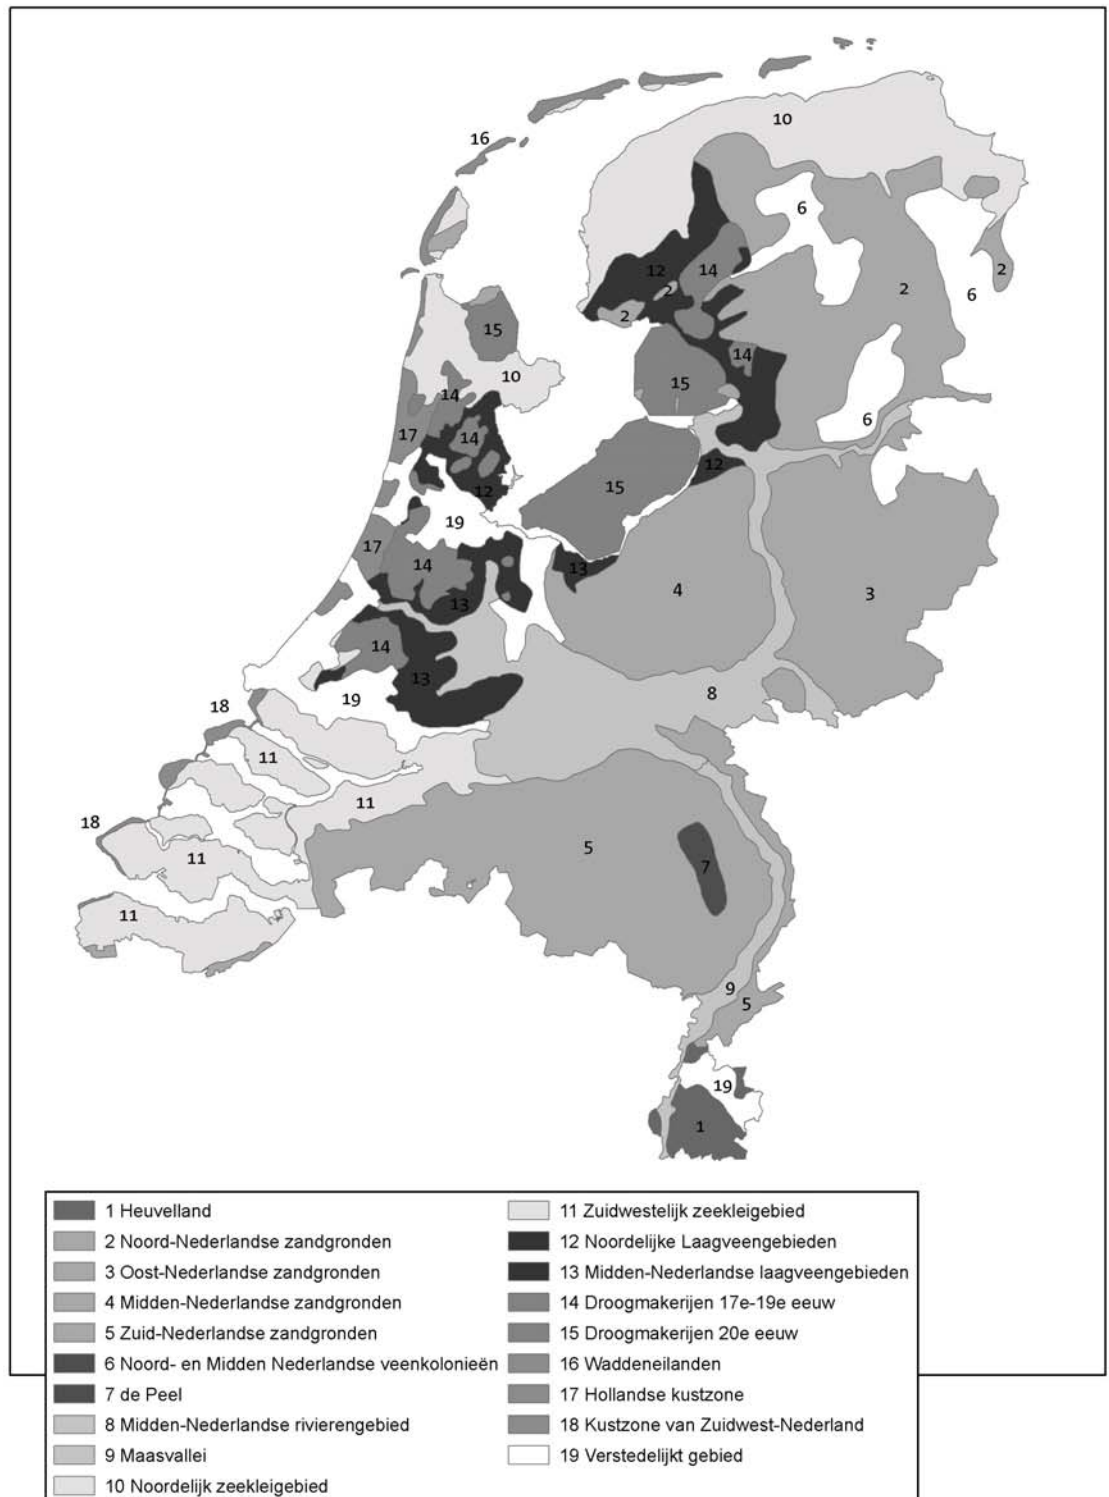 16
10
6
12
14
2
2
6
2
2
15
14
10
15
14
17
14
6
12
12
15
19
17
14
13
13
4
3
14
13
8
19
18
11
11
18
5
11
7
11
9
5
19
1
1 Heuvelland
2 Noord-Nederlandse zandgronden
3 Oost-Nederlandse zandgronden
4 Midden-Nederlandse zandgronden
5 Zuid-Nederlandse zandgronden
6 Noord- en Midden Nederlandse veenkolonieën
7 de Peel
8 Midden-Nederlandse rivierengebied
9 Maasvallei
10 Noordelijk zeekleigebied
11 Zuidwestelijk zeekleigebied
12 Noordelijke Laagveengebieden
13 Midden-Nederlandse laagveengebieden
14 Droogmakerijen 17e-19e eeuw
15 Droogmakerijen 20e eeuw
16 Waddeneilanden
17 Hollandse kustzone
18 Kustzone van Zuidwest-Nederland
19 Verstedelijkt gebied